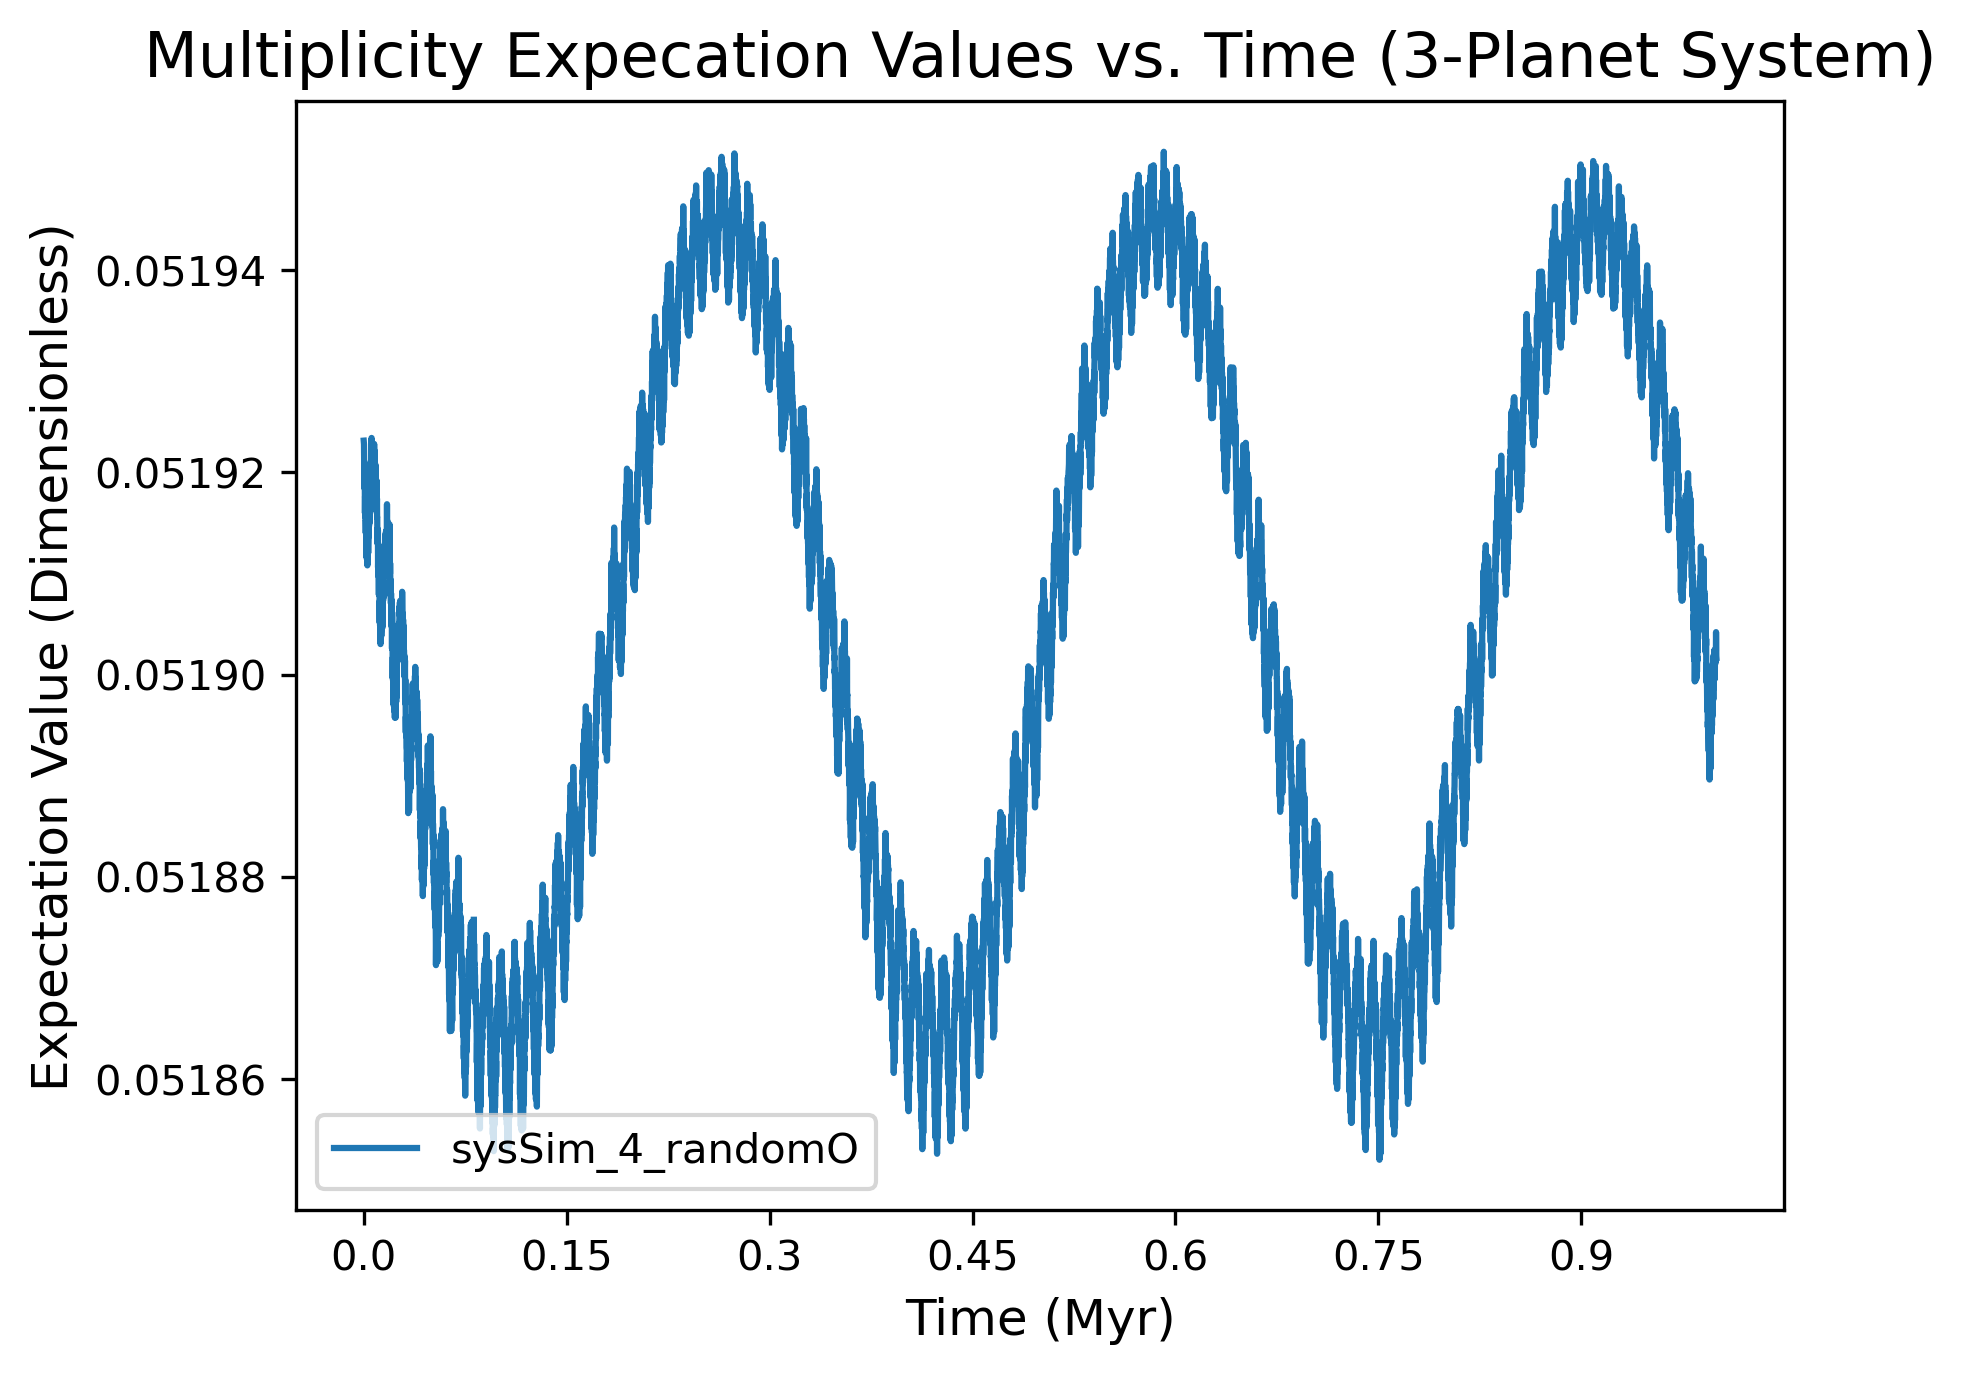 Multiplicity Expecation Values vs. Time (3-Planet System)
Expectation Value (Dimensionless)
0.05194
0.05192
0.05190
0.05188
0.05186
sysSim_4_randomO
0.0 0.15 0.3 0.45 0.6 0.75 0.9
Time (Myr)